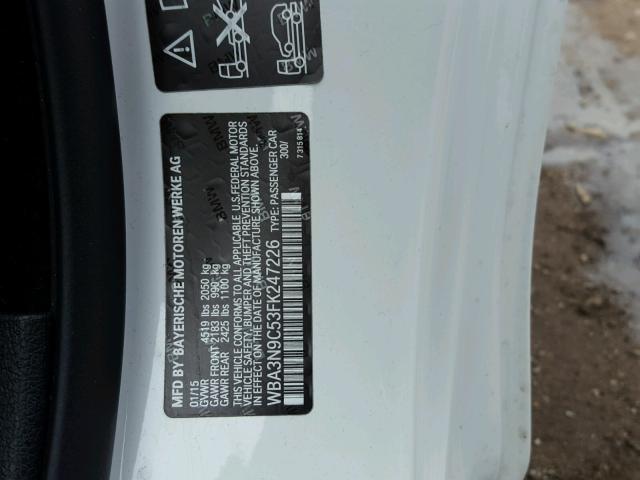 MFD BY BAYERISCHE MOTOREN WERKE AG
01/15
GVWR 4519 lbs 2050 kg
GAWR FRONT 2183 lbs 990 kg
GAWR REAR 2425 lbs 1100 kg
THIS VEHICLE CONFORMS TO ALL APPLICABLE U.S.FEDERAL MOTOR
VEHICLE SAFETY, BUMPER AND THEFT PREVENTION STANDARDS
IN EFFECT ON THE DATE OF MANUFACTURE SHOWN ABOVE.
WBA3N9C53FK247226 TYPE: PASSENGER CAR
300/
7315 814